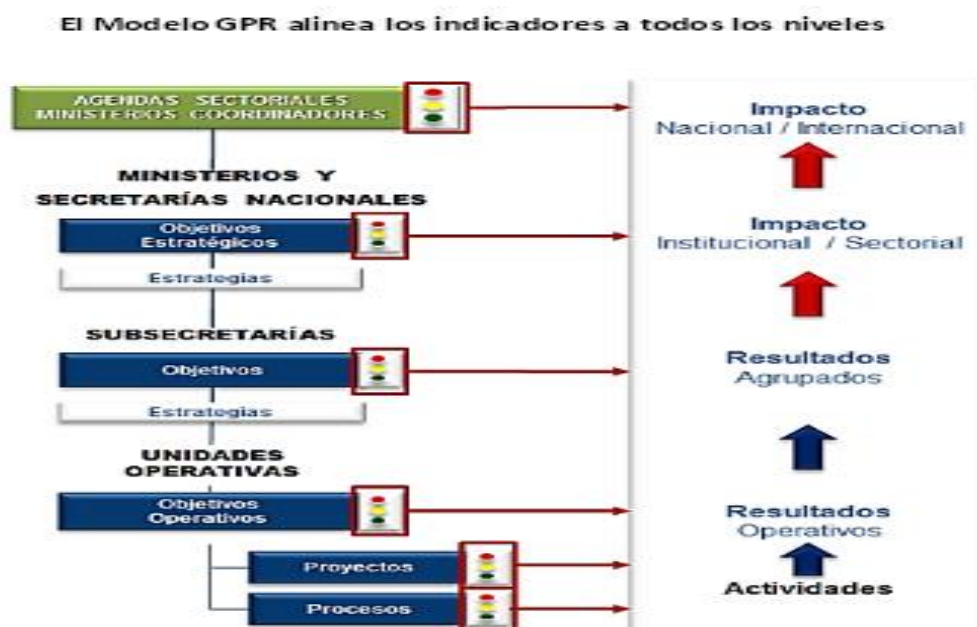 El Modelo GPR alinea los indicadores a todos los niveles
AGENDAS SECTORIALES
MINISTERIOS COORDINADORES
MINISTERIOS Y
SECRETARÍAS NACIONALES
Objetivos
Estratégicos
Estrategias
SUBSECRETARÍAS
Objetivos
Estrategias
UNIDADES
OPERATIVAS
Objetivos
Operativos
Proyectos
Procesos
Impacto
Nacional / Internacional
Impacto
Institucional / Sectorial
Resultados
Agrupados
Resultados
Operativos
Actividades